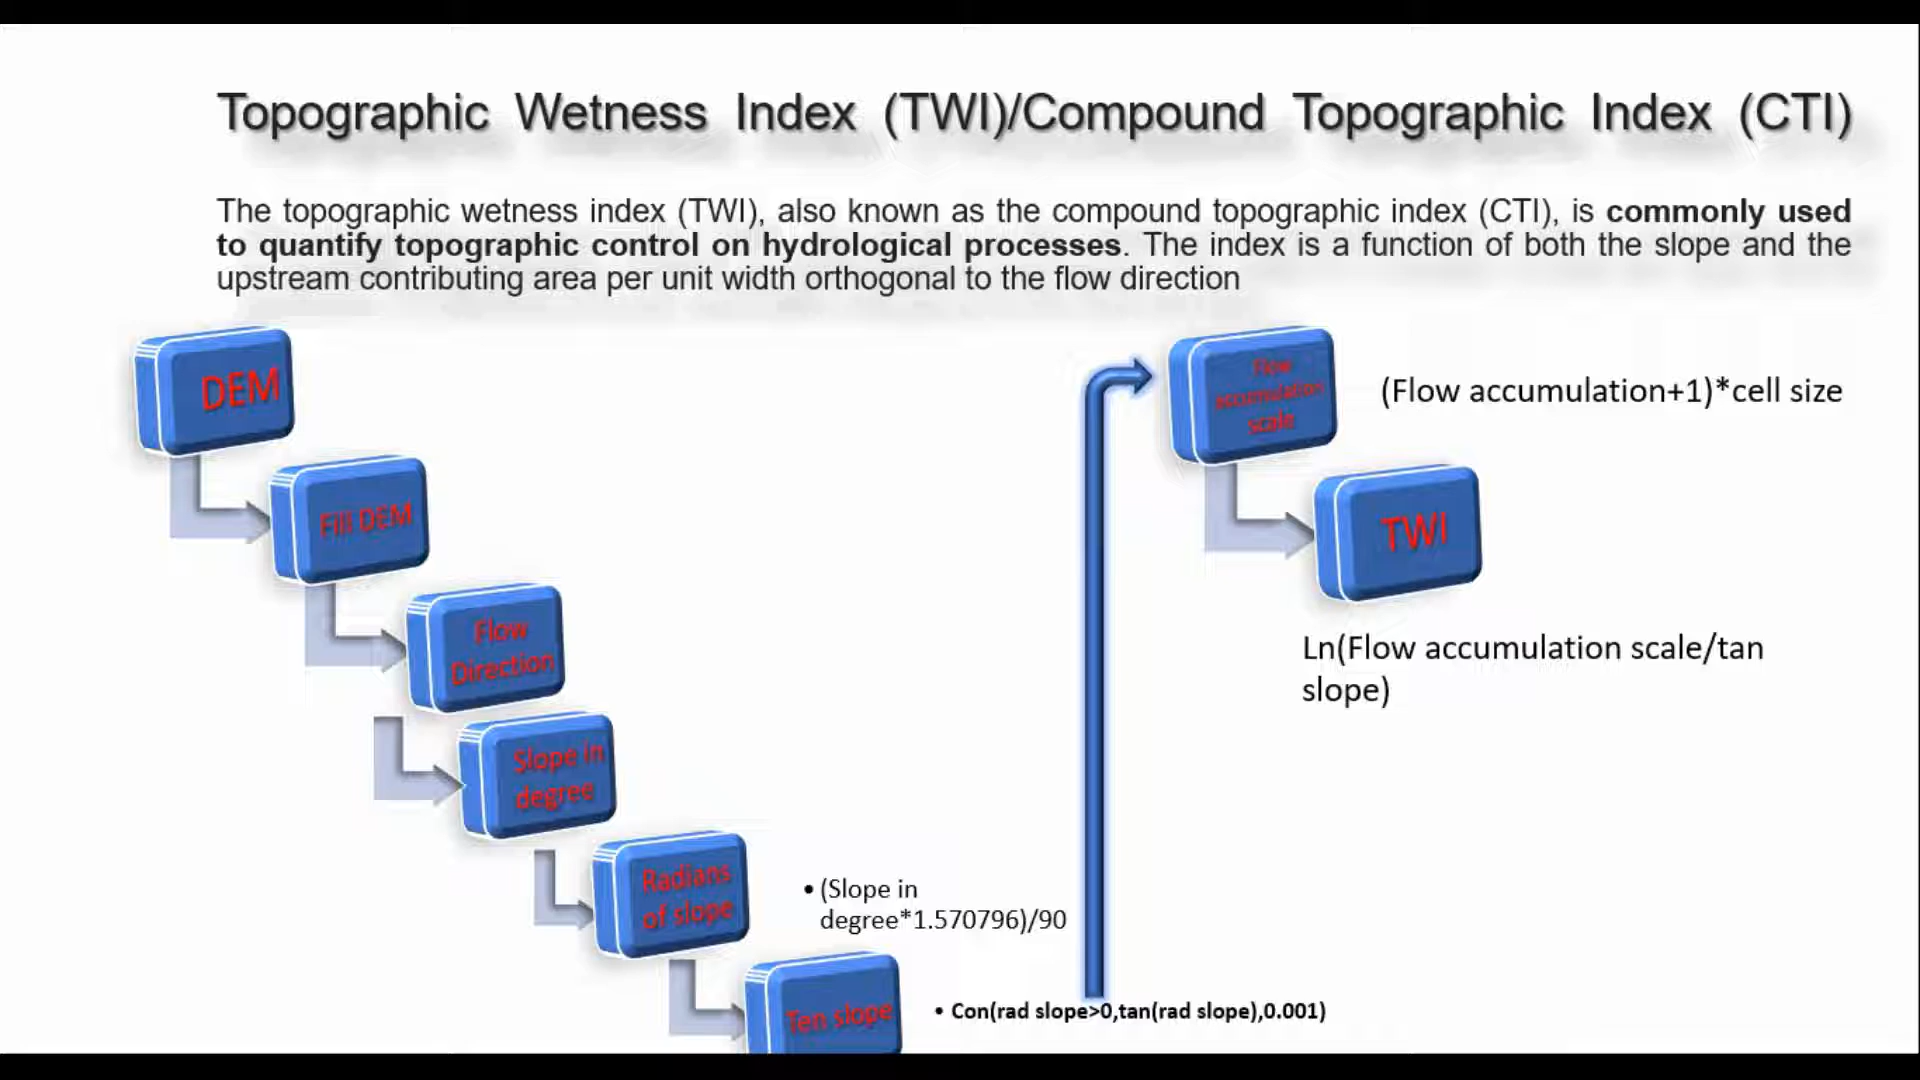 Topographic Wetness Index (TWI)/Compound Topographic Index (CTI)
The topographic wetness index (TWI), also known as the compound topographic index (CTI), is commonly used
to quantify topographic control on hydrological processes. The index is a function of both the slope and the
upstream contributing area per unit width orthogonal to the flow direction
DEM
Fill DEM
Flow
Direction
Slope in
degree
Radians
of slope
• (Slope in
degree*1.570796)/90
Ten slope
• Con(rad slope>0,tan(rad slope),0.001)
Flow
accumulation
scale
(Flow accumulation+1)*cell size
TWI
Ln(Flow accumulation scale/tan
slope)